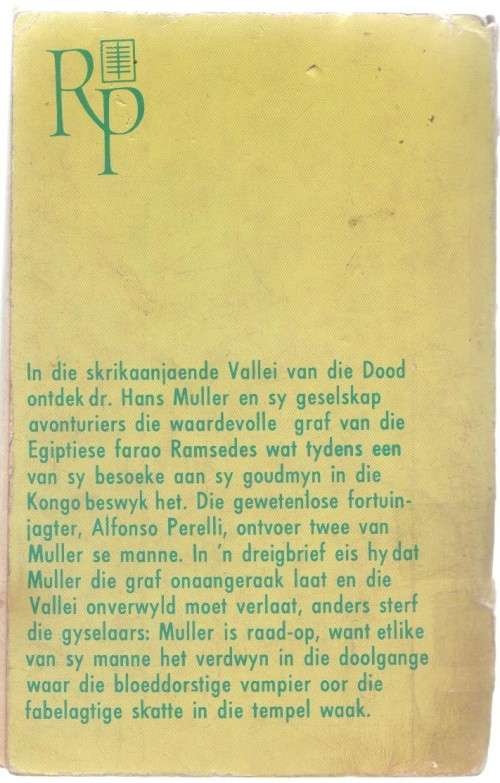 RP
In die skrikaanjaende Vallei van die Dood
ontdek dr. Hans Muller en sy geselskap
avonturiers die waardevolle graf van die
Egiptiese farao Ramsedes wat tydens een
van sy besoeke aan sy goudmyn in die
Kongo beswyk het. Die gewetenlose fortuin-
jagter, Alfonso Perelli, ontvoer twee van
Muller se manne. In 'n dreigbrief eis hy dat
Muller die graf onaangeraak laat en die
Vallei onverwyld moet verlaat, anders sterf
die gyselaars: Muller is raad-op, want etlike
van sy manne het verdwyn in die doolgange
waar die bloeddorstige vampier oor die
fabelagtige skatte in die tempel waak.